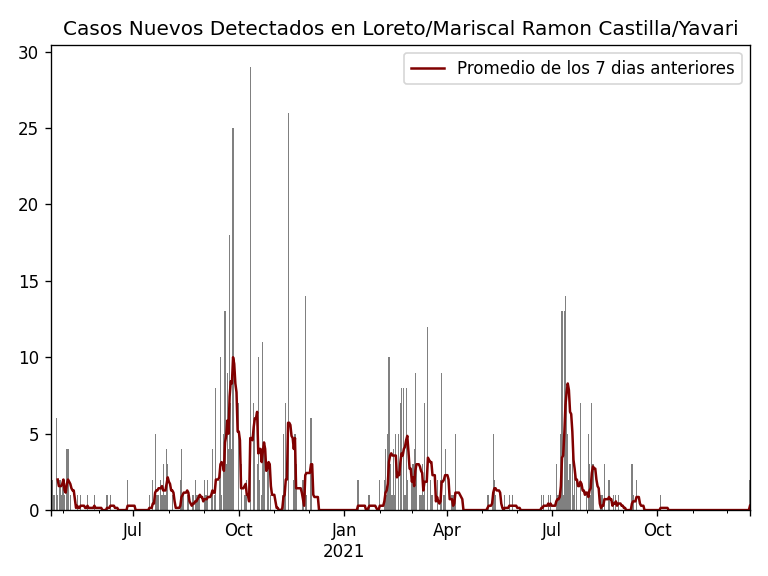 Casos Nuevos Detectados en Loreto/Mariscal Ramon Castilla/Yavari
Promedio de los 7 dias anteriores
30
25
20
15
10
5
0
Jul
Oct
Jan
2021
Apr
Jul
Oct